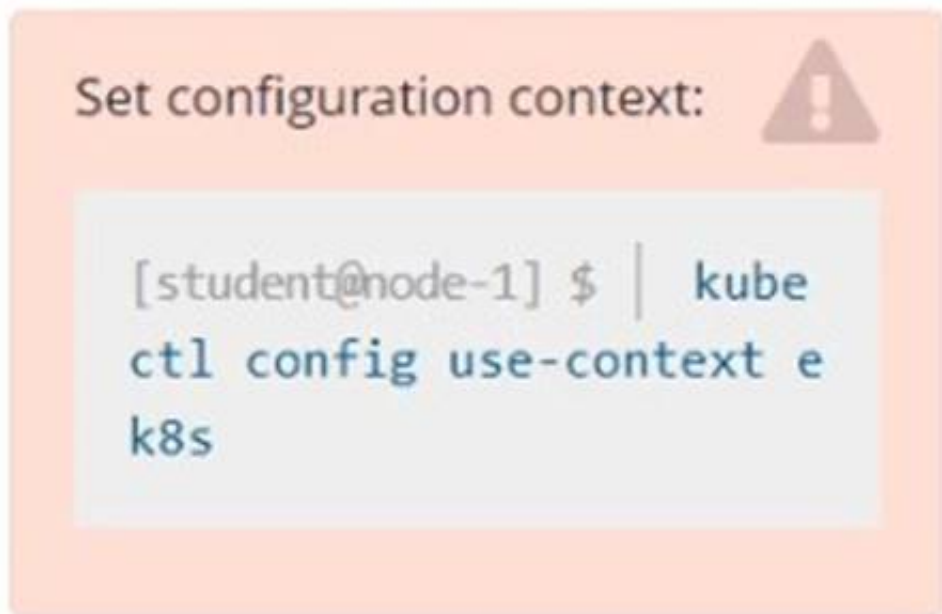 Set configuration context:
[student@node-1] $ | kube
ctl config use-context e
k8s